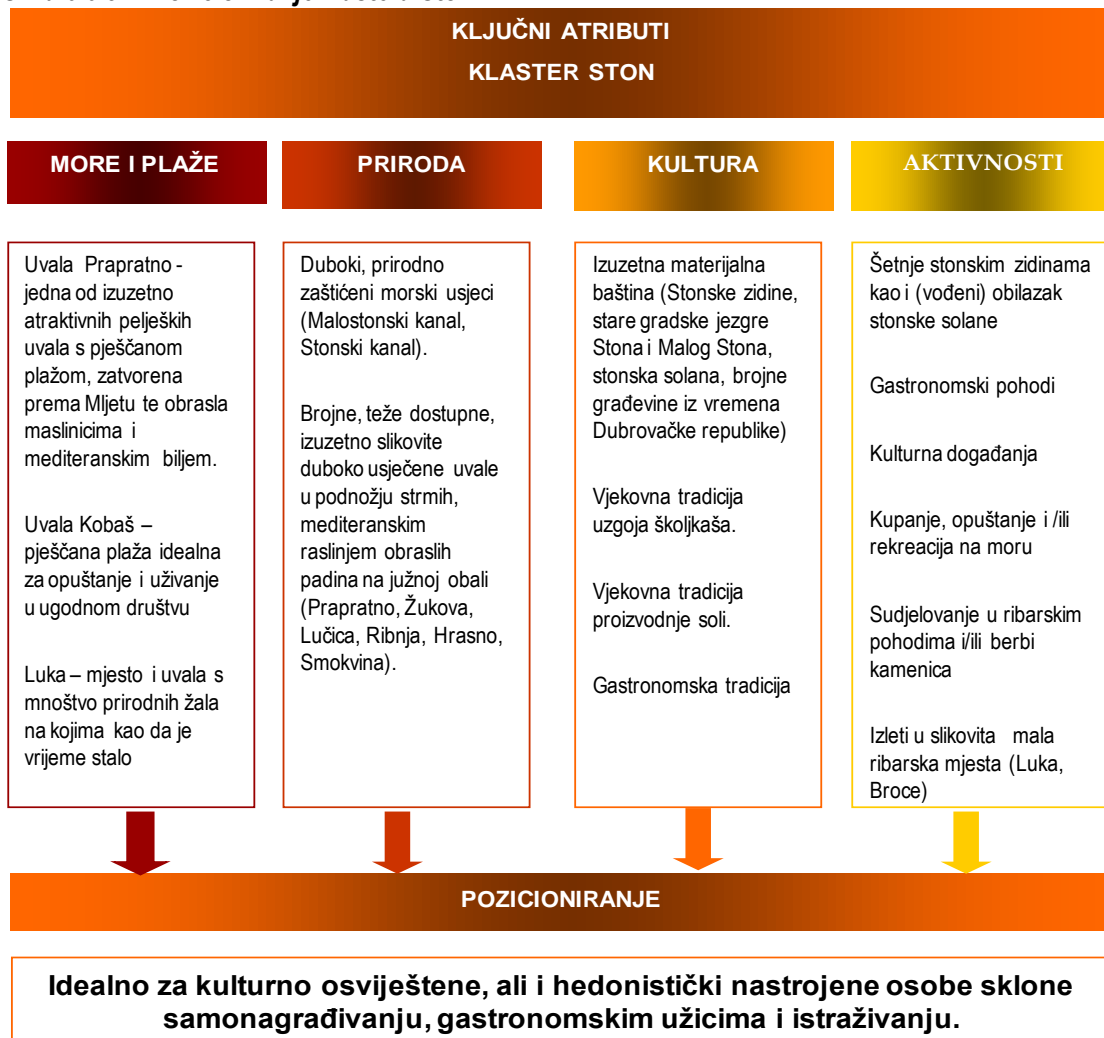 KLJUČNI ATRIBUTI
KLASTER STON
MORE I PLAŽE
Uvala Prapratno -
jedna od izuzetno
atraktivnih peljeških
uvala s pješčanom
plažom, zatvorena
prema Mljetu te obrasla
maslinicima i
mediteranskim biljem.
Uvala Kobaš –
pješčana plaža idealna
za opuštanje i uživanje
u ugodnom društvu
Luka – mjesto i uvala s
mnoštvo prirodnih žala
na kojima kao da je
vrijeme stalo
PRIRODA
Duboki, prirodno
zaštićeni morski usjeci
(Malostonski kanal,
Stonski kanal).
Brojne, teže dostupne,
izuzetno slikovite
duboko usječene uvale
u podnožju strmih,
mediteranskim
raslinjem obraslih
padina na južnoj obali
(Prapratno, Žukova,
Lučica, Ribnja, Hrasno,
Smokvina).
KULTURA
Izuzetna materijalna
baština (Stonske zidine,
stare gradske jezgre
Stona i Malog Stona,
stonska solana, brojne
građevine iz vremena
Dubrovačke republike)
Vjekovna tradicija
uzgoja školjkaša.
Vjekovna tradicija
proizvodnje soli.
Gastronomska tradicija
AKTIVNOSTI
Šetnje stonskim zidinama
kao i (vođeni) obilazak
stonske solane
Gastronomski pohodi
Kulturna događanja
Kupanje, opuštanje i /ili
rekreacija na moru
Sudjelovanje u ribarskim
pohodima i/ili berbi
kamenica
Izleti u slikovita mala
ribarska mjesta (Luka,
Broce)
POZICIONIRANJE
Idealno za kulturno osviještene, ali i hedonistički nastrojene osobe sklone
samonagrađivanju, gastronomskim užicima i istraživanju.